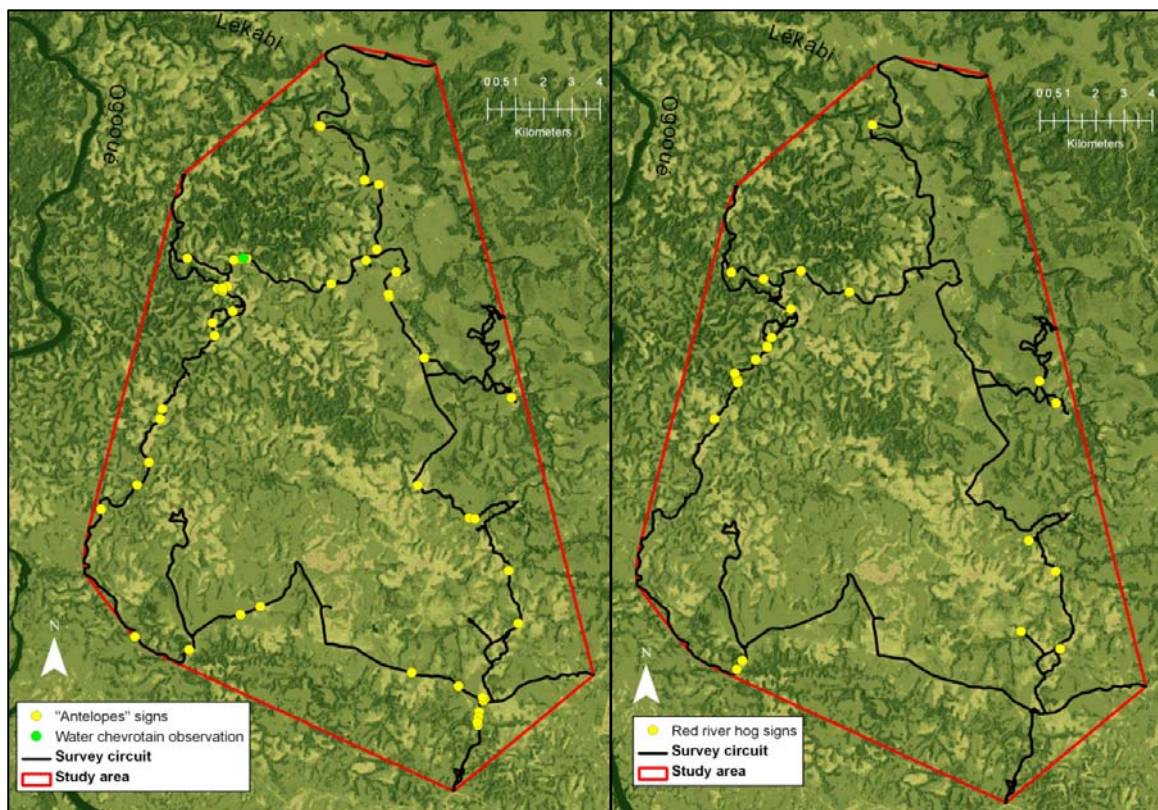 Lékabi
Ogooué
0 0,5 1 2 3 4
Kilometers
N
"Antelopes" signs
Water chevrotain observation
Survey circuit
Study area
Lékabi
Ogooué
0 0,5 1 2 3 4
Kilometers
N
Red river hog signs
Survey circuit
Study area